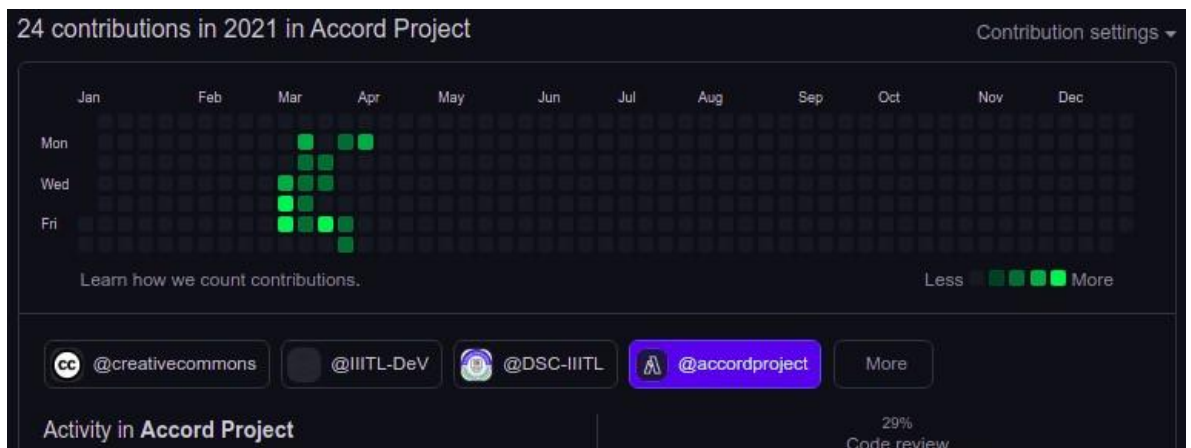 24 contributions in 2021 in Accord Project
Contribution settings
Jan Feb Mar Apr May Jun Jul Aug Sep Oct Nov Dec
Mon
Wed
Fri
Learn how we count contributions.
Less More
@creativecommons @IIITL-DeV @DSC-IIITL @accordproject More
Activity in Accord Project
29%
Code review